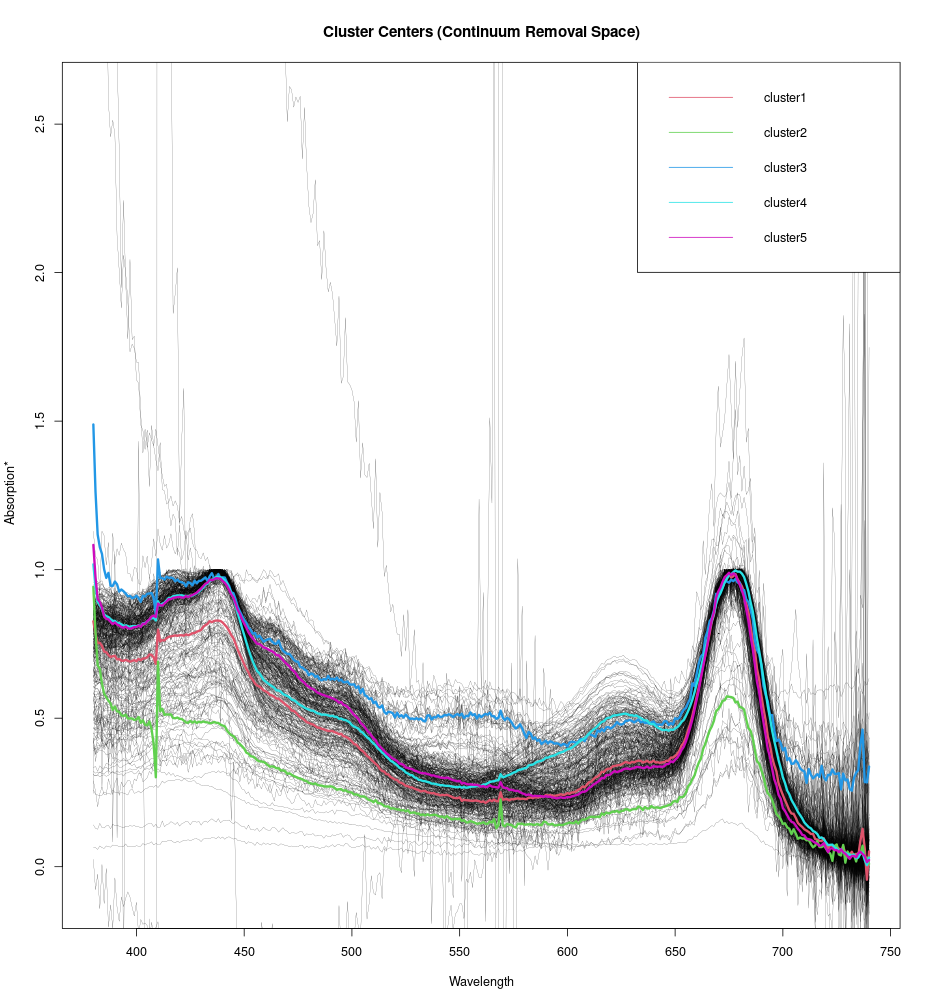 Cluster Centers (Continuum Removal Space)
cluster1
cluster2
cluster3
cluster4
cluster5
Absorption*
2.5
2.0
1.5
1.0
0.5
0.0
400 450 500 550 600 650 700 750
Wavelength